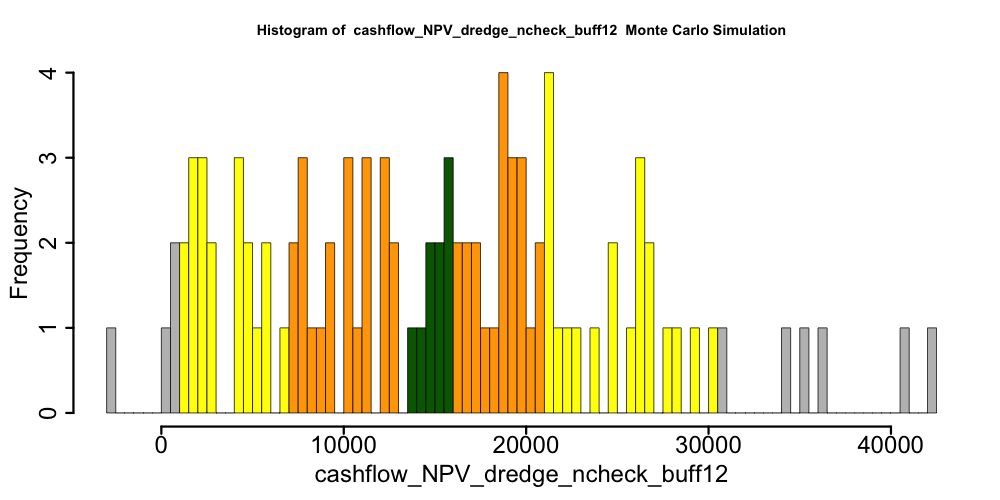 Histogram of  cashflow_NPV_dredge_ncheck_buff12  Monte Carlo Simulation
4
3
2
1
0
Frequency
0 10000 20000 30000 40000
cashflow_NPV_dredge_ncheck_buff12